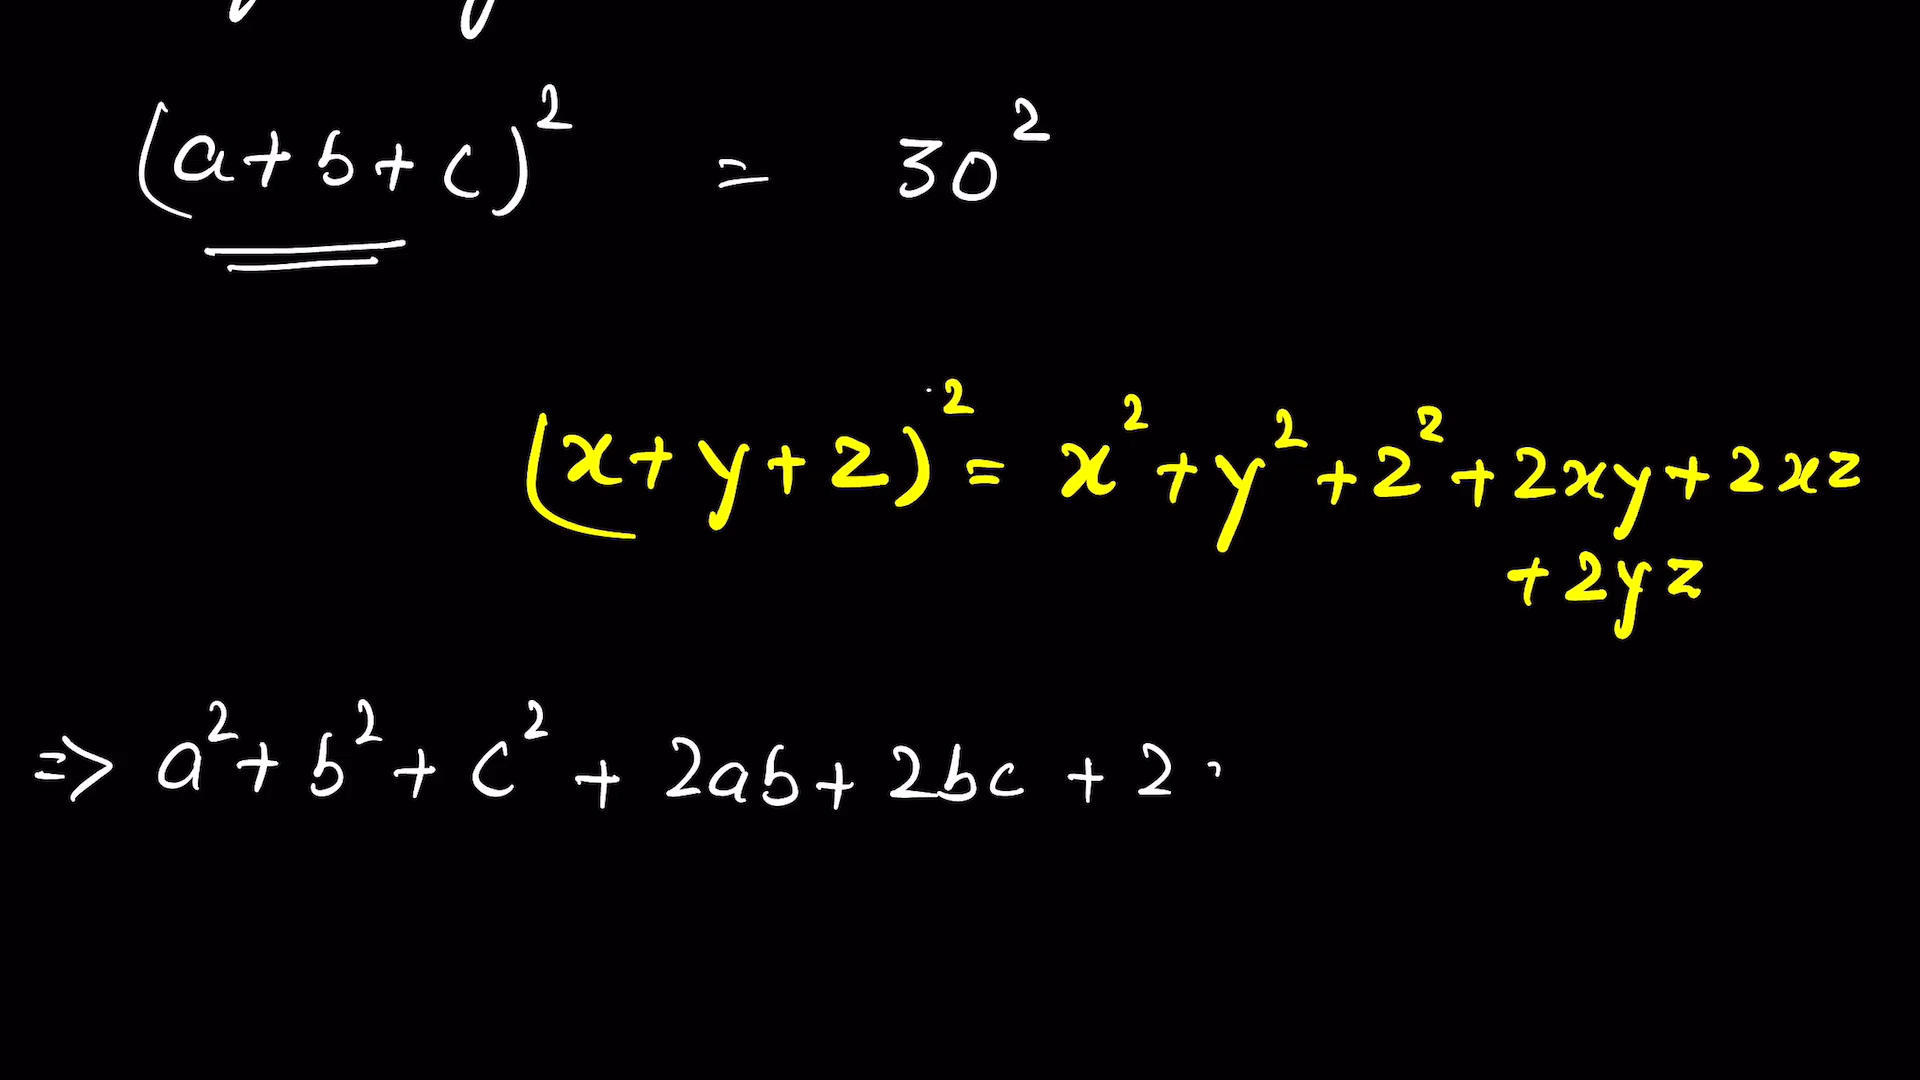 (a+b+c)² = 30²
(x+y+z)² = x²+y²+z²+2xy+2xz
+2yz
=> a²+b²+c²+2ab+2bc+2